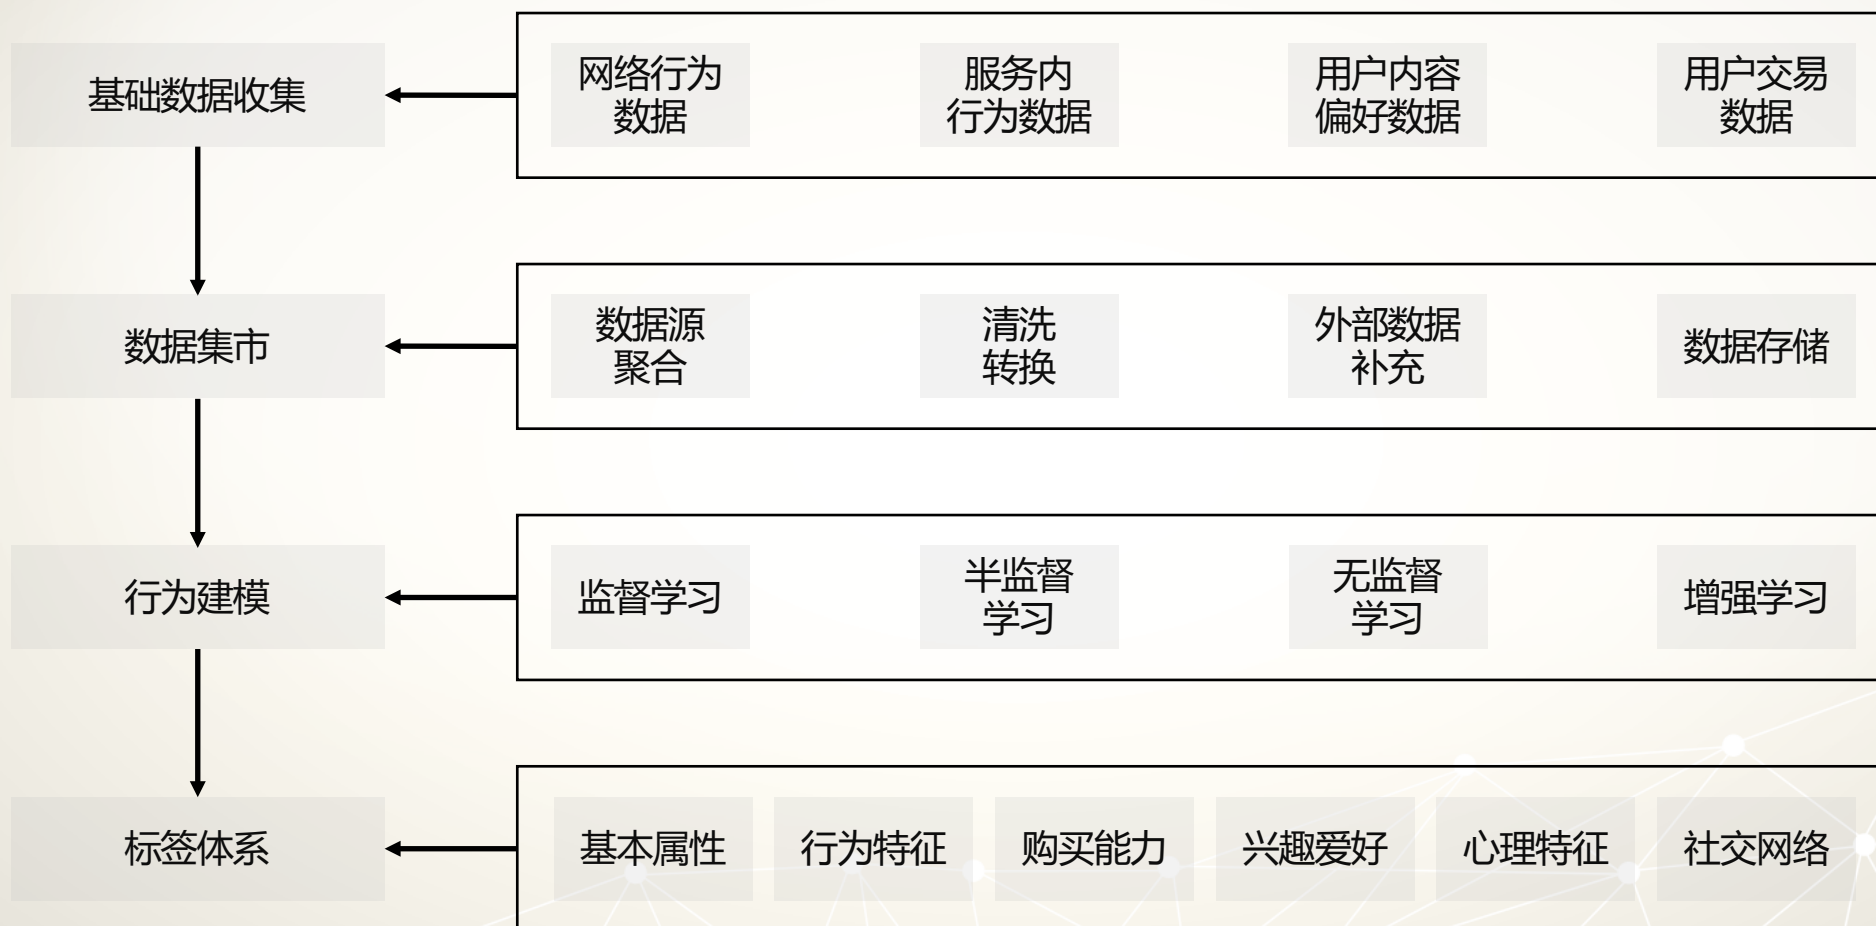 基础数据收集
网络行为
数据
服务内
行为数据
用户内容
偏好数据
用户交易
数据
数据集市
数据源
聚合
清洗
转换
外部数据
补充
数据存储
行为建模
监督学习
半监督
学习
无监督
学习
增强学习
标签体系
基本属性
行为特征
购买能力
兴趣爱好
心理特征
社交网络